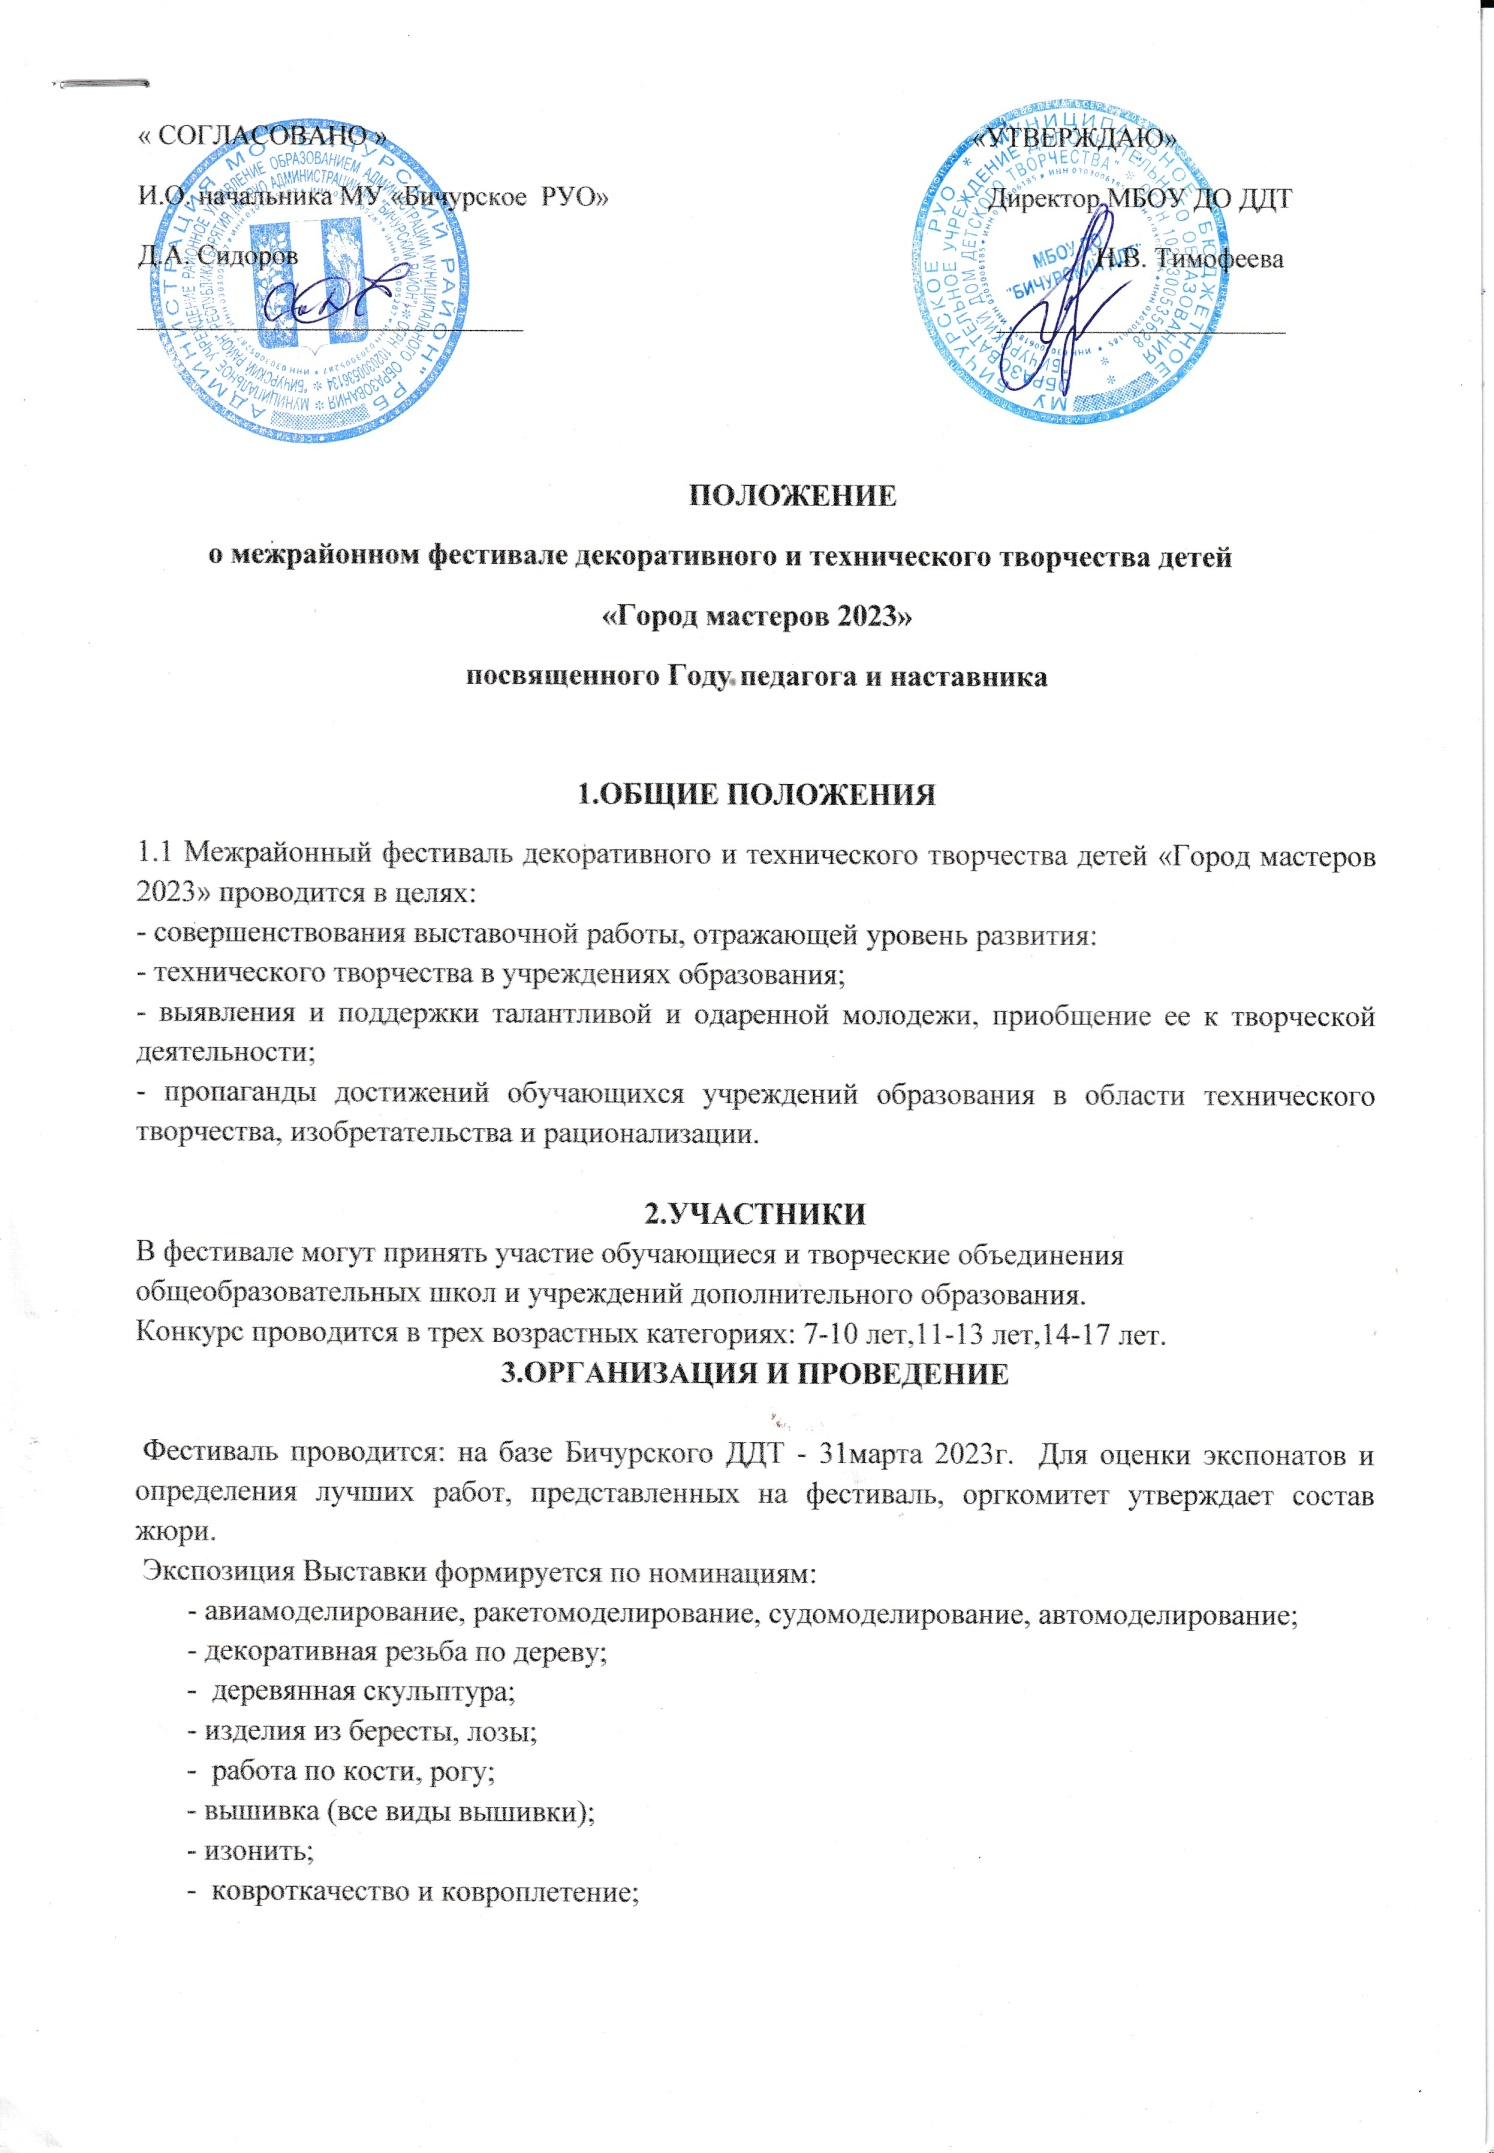 « СОГЛАСОВАНО » «УТВЕРЖДАЮ»
И.О. начальника МУ «Бичурское РУО» Директор МБОУ ДО ДДТ
Д.А. Сидоров Н.В. Тимофеева
МБОУ ДО
"БИЧУРСКИЙ ДДТ"
ПОЛОЖЕНИЕ
о межрайонном фестивале декоративного и технического творчества детей
«Город мастеров 2023»
посвященного Году педагога и наставника
1.ОБЩИЕ ПОЛОЖЕНИЯ
1.1 Межрайонный фестиваль декоративного и технического творчества детей «Город мастеров
2023» проводится в целях:
- совершенствования выставочной работы, отражающей уровень развития:
- технического творчества в учреждениях образования;
- выявления и поддержки талантливой и одаренной молодежи, приобщение ее к творческой
деятельности;
- пропаганды достижений обучающихся учреждений образования в области технического
творчества, изобретательства и рационализации.
2.УЧАСТНИКИ
В фестивале могут принять участие обучающиеся и творческие объединения
общеобразовательных школ и учреждений дополнительного образования.
Конкурс проводится в трех возрастных категориях: 7-10 лет,11-13 лет,14-17 лет.
3.ОРГАНИЗАЦИЯ И ПРОВЕДЕНИЕ
Фестиваль проводится: на базе Бичурского ДДТ - 31марта 2023г. Для оценки экспонатов и
определения лучших работ, представленных на фестиваль, оргкомитет утверждает состав
жюри.
Экспозиция Выставки формируется по номинациям:
- авиамоделирование, ракетомоделирование, судомоделирование, автомоделирование;
- декоративная резьба по дереву;
- деревянная скульптура;
- изделия из бересты, лозы;
- работа по кости, рогу;
- вышивка (все виды вышивки);
- изонить;
- ковроткачество и ковроплетение;